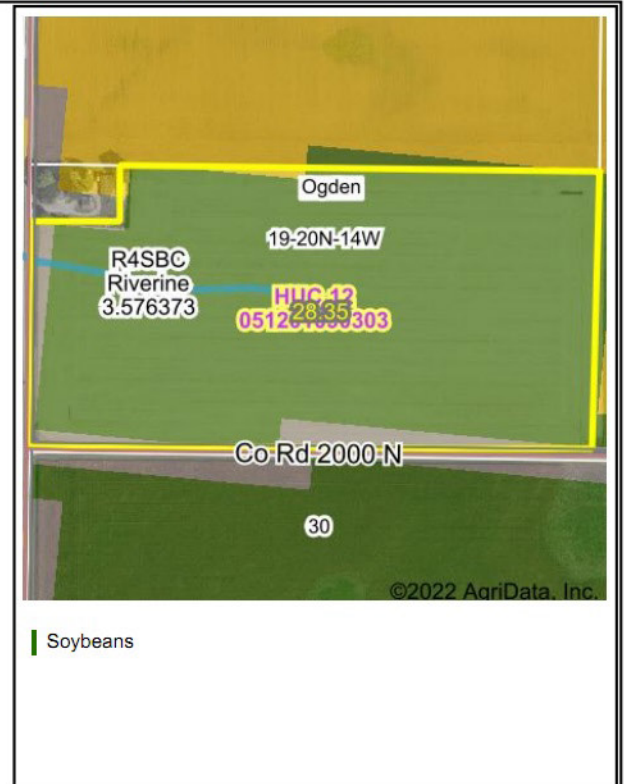 Ogden
19-20N-14W
R4SBC
Riverine
3.576373
HUC 12
28.35
Co Rd 2000 N
30
©2022 AgriData, Inc.
Soybeans